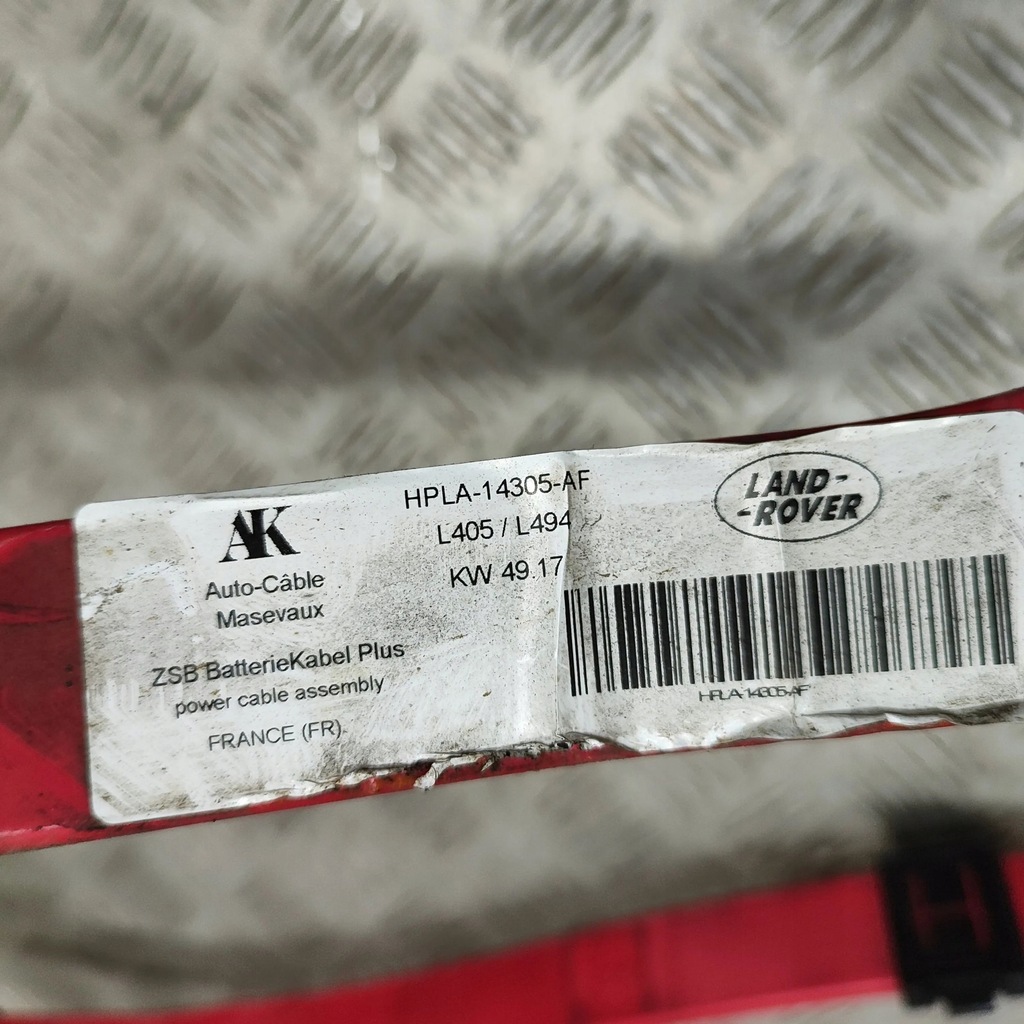 AK
Auto-Câble
Masevaux
ZSB BatterieKabel Plus
power cable assembly
FRANCE (FR)
HPLA-14305-AF
L405 / L494
KW 49.17
LAND-
-ROVER
HPLA-14305-AF